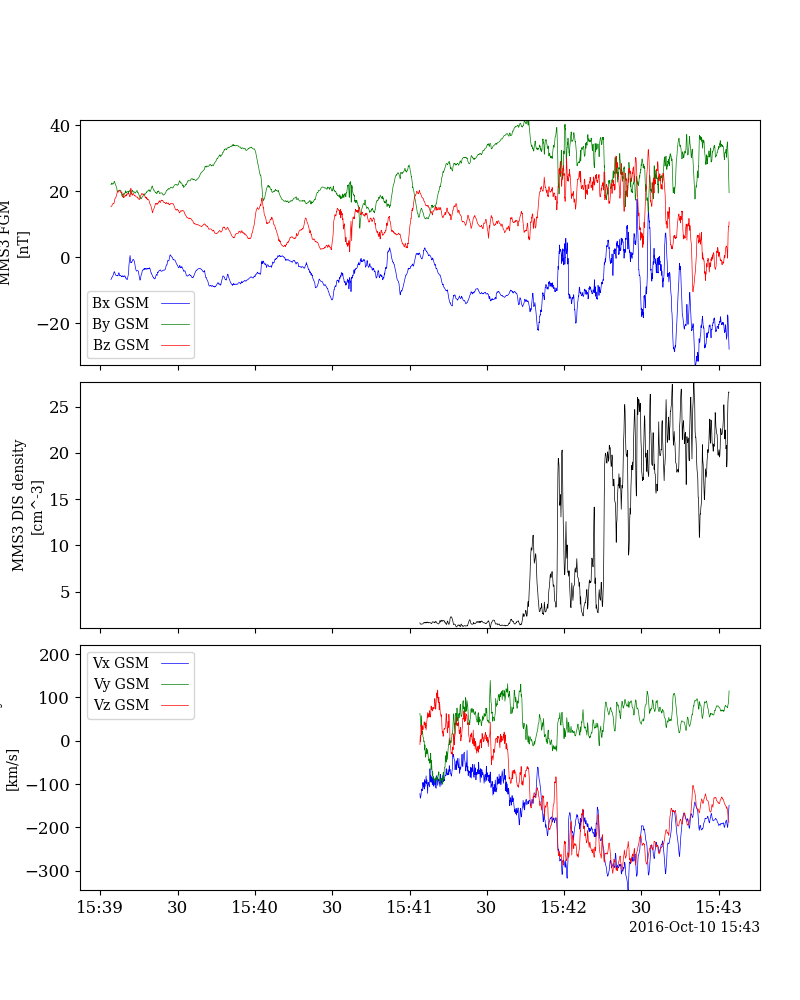 40
20
0
−20
MMS3 FGM
[nT]
Bx GSM
By GSM
Bz GSM
25
20
15
10
5
MMS3 DIS density
[cm^-3]
200
100
0
−100
−200
−300
[km/s]
Vx GSM
Vy GSM
Vz GSM
15:39 30 15:40 30 15:41 30 15:42 30 15:43
2016-Oct-10 15:43